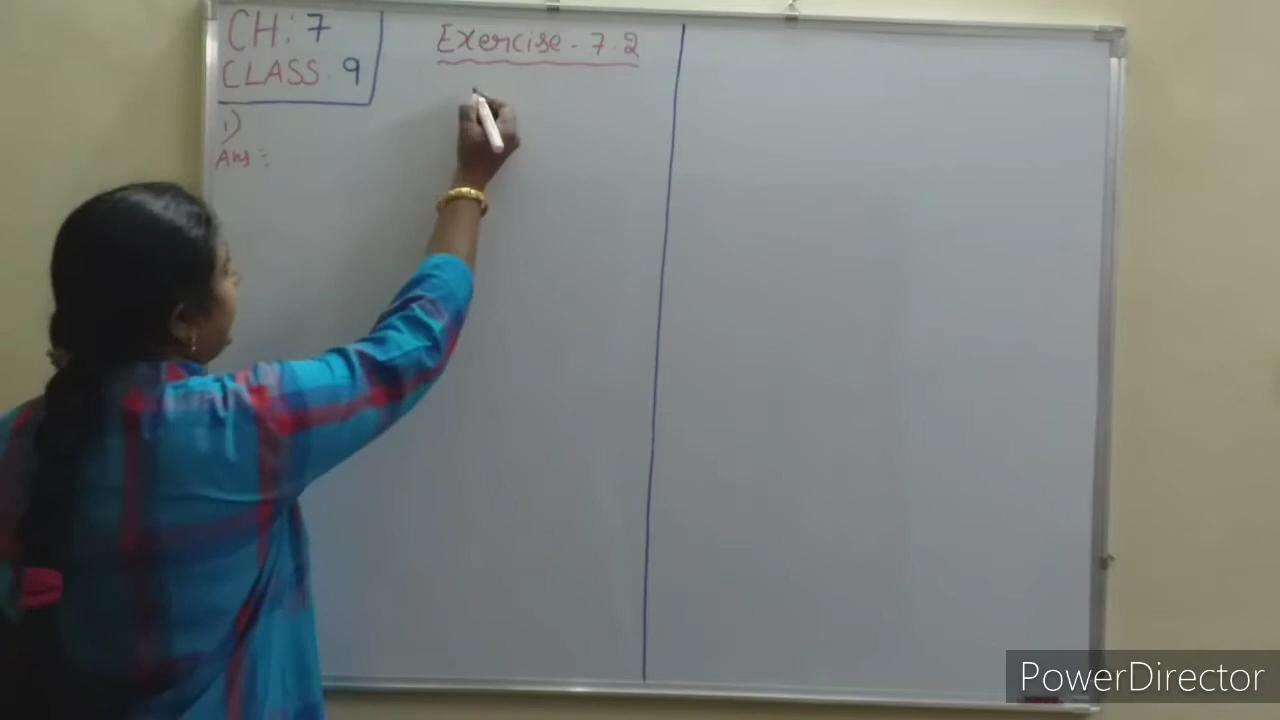 CH: 7
CLASS 9
Exercise - 7.2
1)
Ans :-
PowerDirector